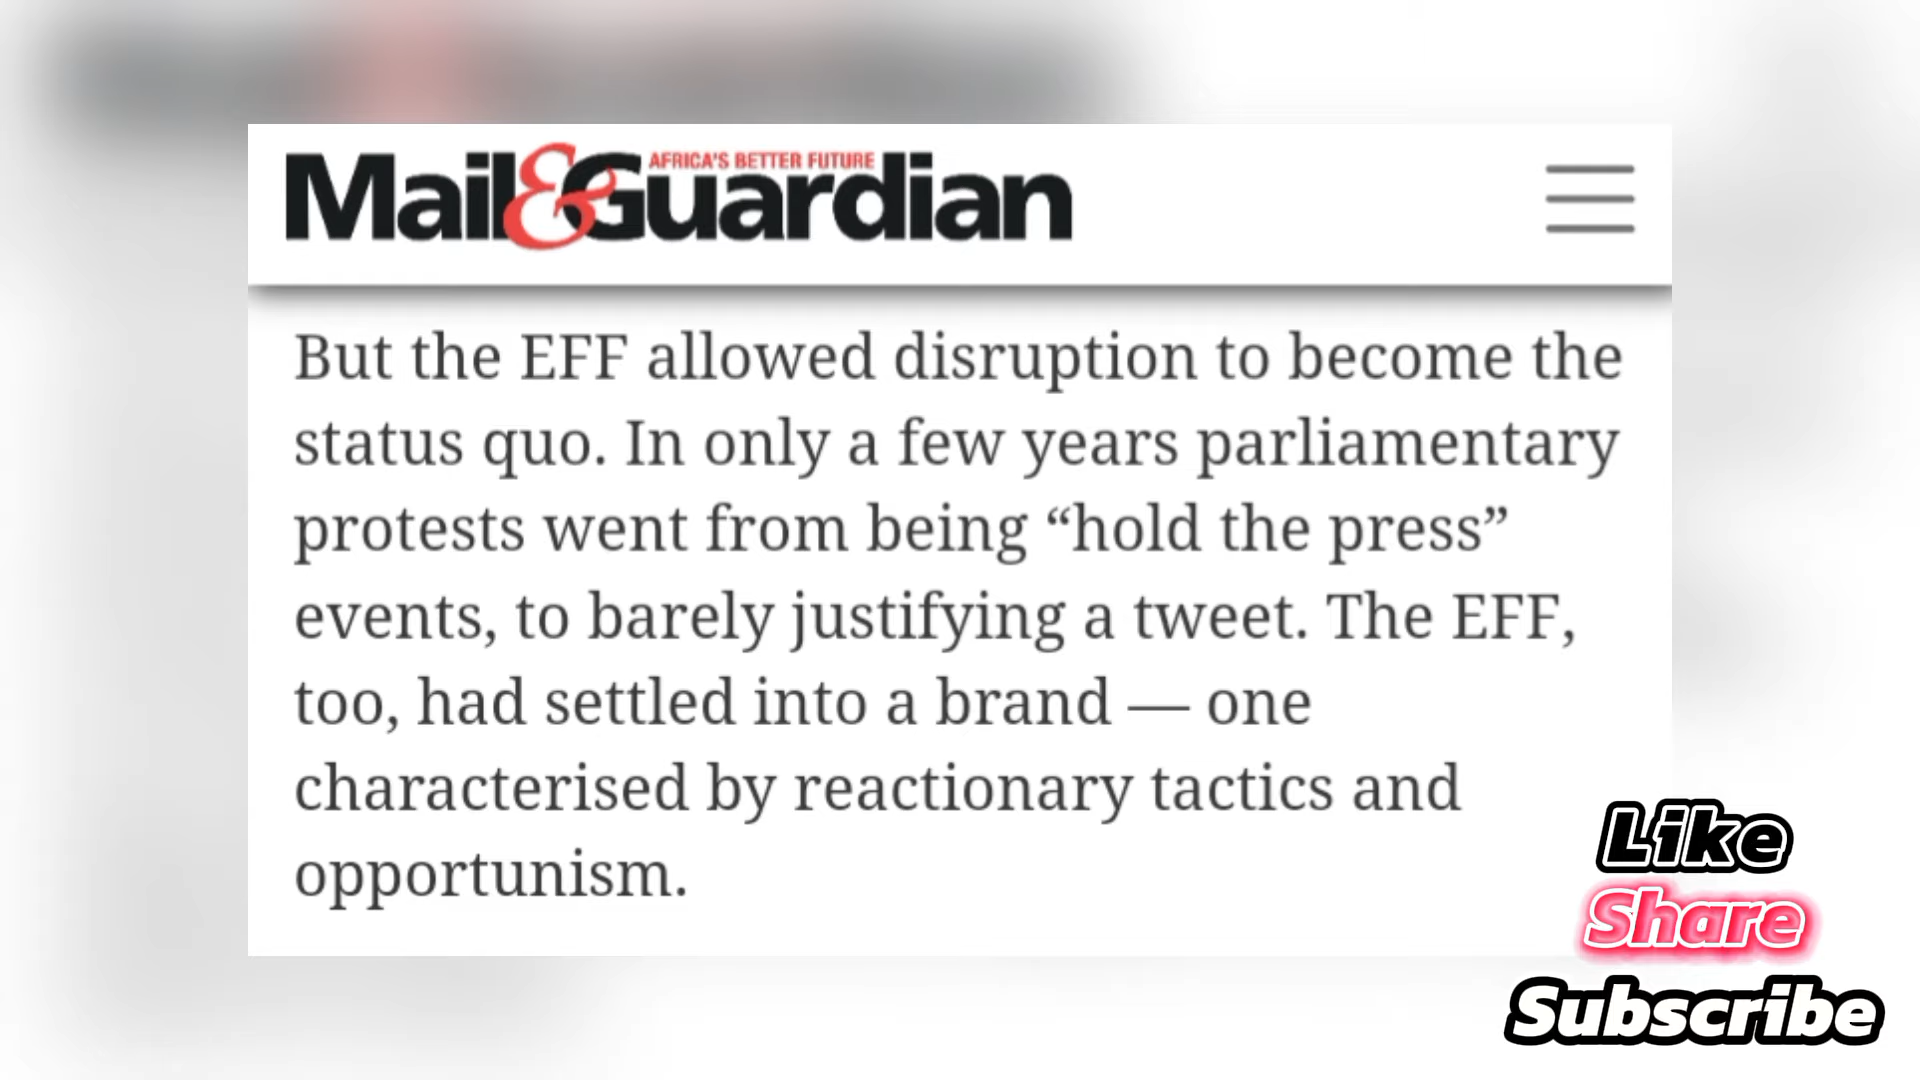 Mail&Guardian
AFRICA'S BETTER FUTURE
But the EFF allowed disruption to become the
status quo. In only a few years parliamentary
protests went from being “hold the press”
events, to barely justifying a tweet. The EFF,
too, had settled into a brand — one
characterised by reactionary tactics and
opportunism.
Like
Share
Subscribe